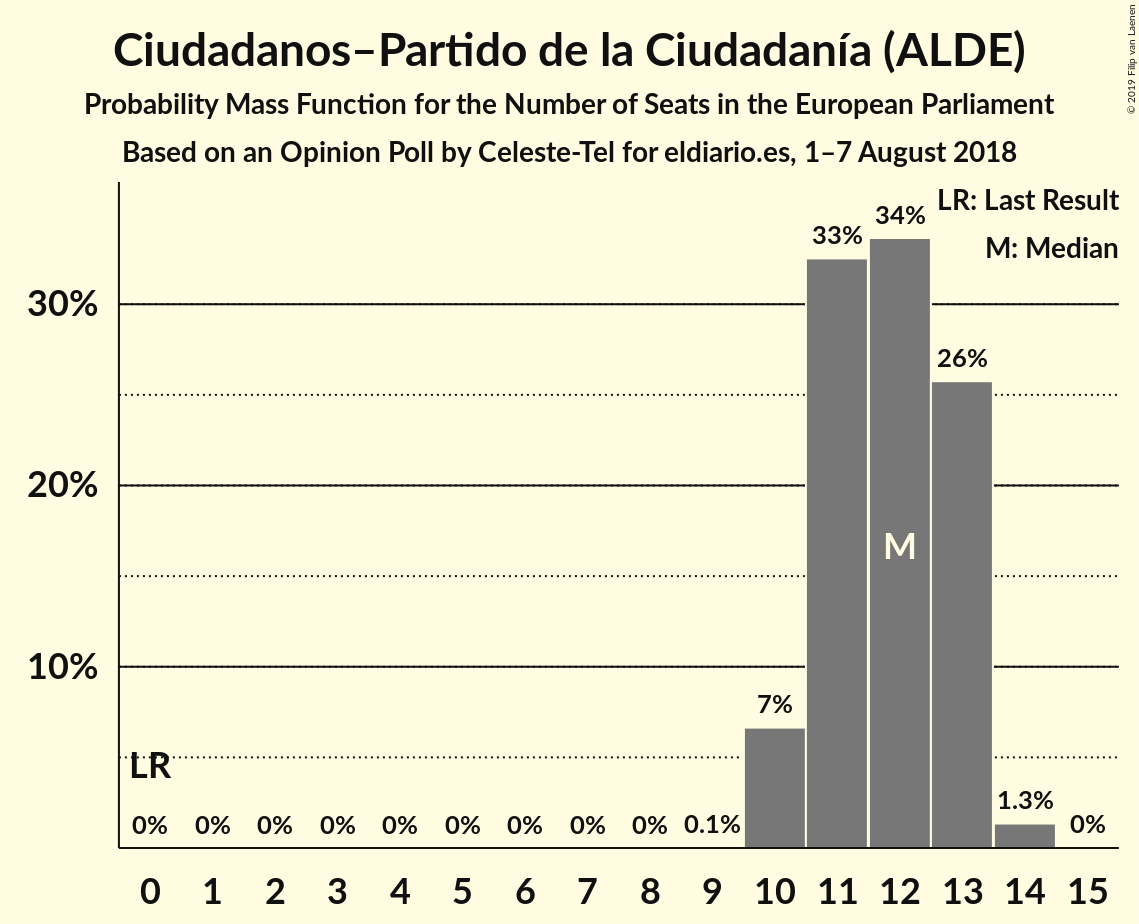 Ciudadanos–Partido de la Ciudadanía (ALDE)
Probability Mass Function for the Number of Seats in the European Parliament
Based on an Opinion Poll by Celeste-Tel for eldiario.es, 1–7 August 2018
© 2019 Filip van Laenen
LR: Last Result
M: Median
34%
33%
30%
26%
20%
M
10%
7%
LR
1.3%
0% 0% 0% 0% 0% 0% 0% 0% 0% 0.1% 0%
0 1 2 3 4 5 6 7 8 9 10 11 12 13 14 15